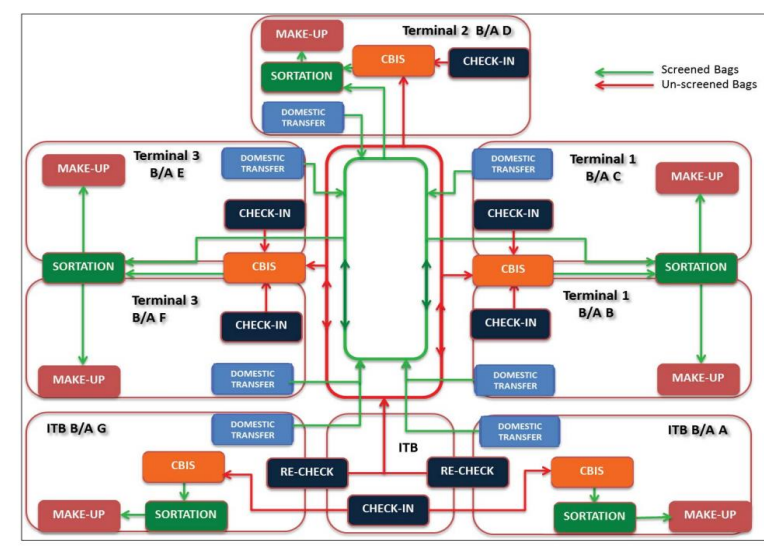 Terminal 2 B/A D
MAKE-UP
CBIS
CHECK-IN
SORTATION
DOMESTIC
TRANSFER
Screened Bags
Un-screened Bags
Terminal 3
B/A E
MAKE-UP
DOMESTIC
TRANSFER
CHECK-IN
SORTATION
CBIS
Terminal 3
B/A F
CHECK-IN
MAKE-UP
DOMESTIC
TRANSFER
DOMESTIC
TRANSFER
Terminal 1
B/A C
MAKE-UP
CHECK-IN
CBIS
SORTATION
Terminal 1
B/A B
CHECK-IN
DOMESTIC
TRANSFER
MAKE-UP
ITB B/A G
DOMESTIC
TRANSFER
CBIS
MAKE-UP
SORTATION
ITB
RE-CHECK
RE-CHECK
CHECK-IN
DOMESTIC
TRANSFER
ITB B/A A
CBIS
SORTATION
MAKE-UP